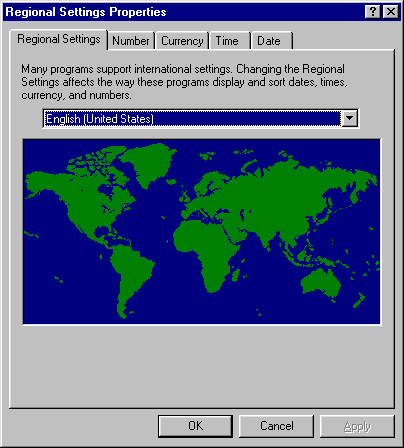 Regional Settings Properties
Regional Settings Number Currency Time Date
Many programs support international settings. Changing the Regional
Settings affects the way these programs display and sort dates, times,
currency, and numbers.
English (United States)
OK Cancel Apply